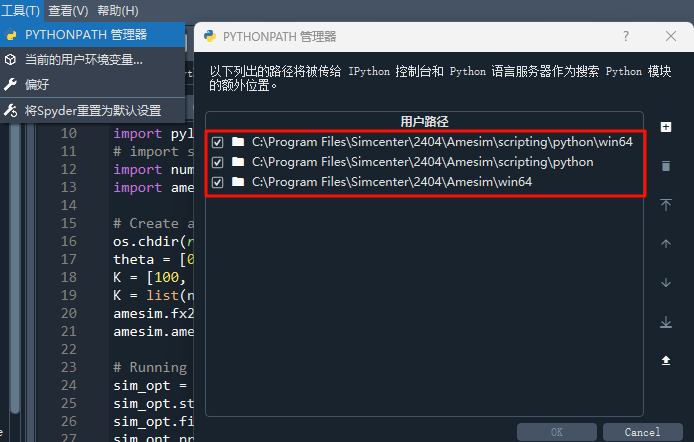 工具(T) 查看(V) 帮助(H)
PYTHONPATH 管理器
当前的用户环境变量...
偏好
将Spyder重置为默认设置
10 import pyl
11 # import s
12 import num
13 import ame
14
15 # Create a
16 os.chdir(r
17 theta = [0
18 K = [100,
19 K = list(n
20 amesim.fx2
21 amesim.ame
22
23 # Running
24 sim_opt =
25 sim_opt.st
26 sim_opt.fi
27 sim_opt.pr
PYTHONPATH 管理器
以下列出的路径将被传给 IPython 控制台和 Python 语言服务器作为搜索 Python 模块
的额外位置。
用户路径
C:\Program Files\Simcenter\2404\Amesim\scripting\python\win64
C:\Program Files\Simcenter\2404\Amesim\scripting\python
C:\Program Files\Simcenter\2404\Amesim\win64
OK Cancel